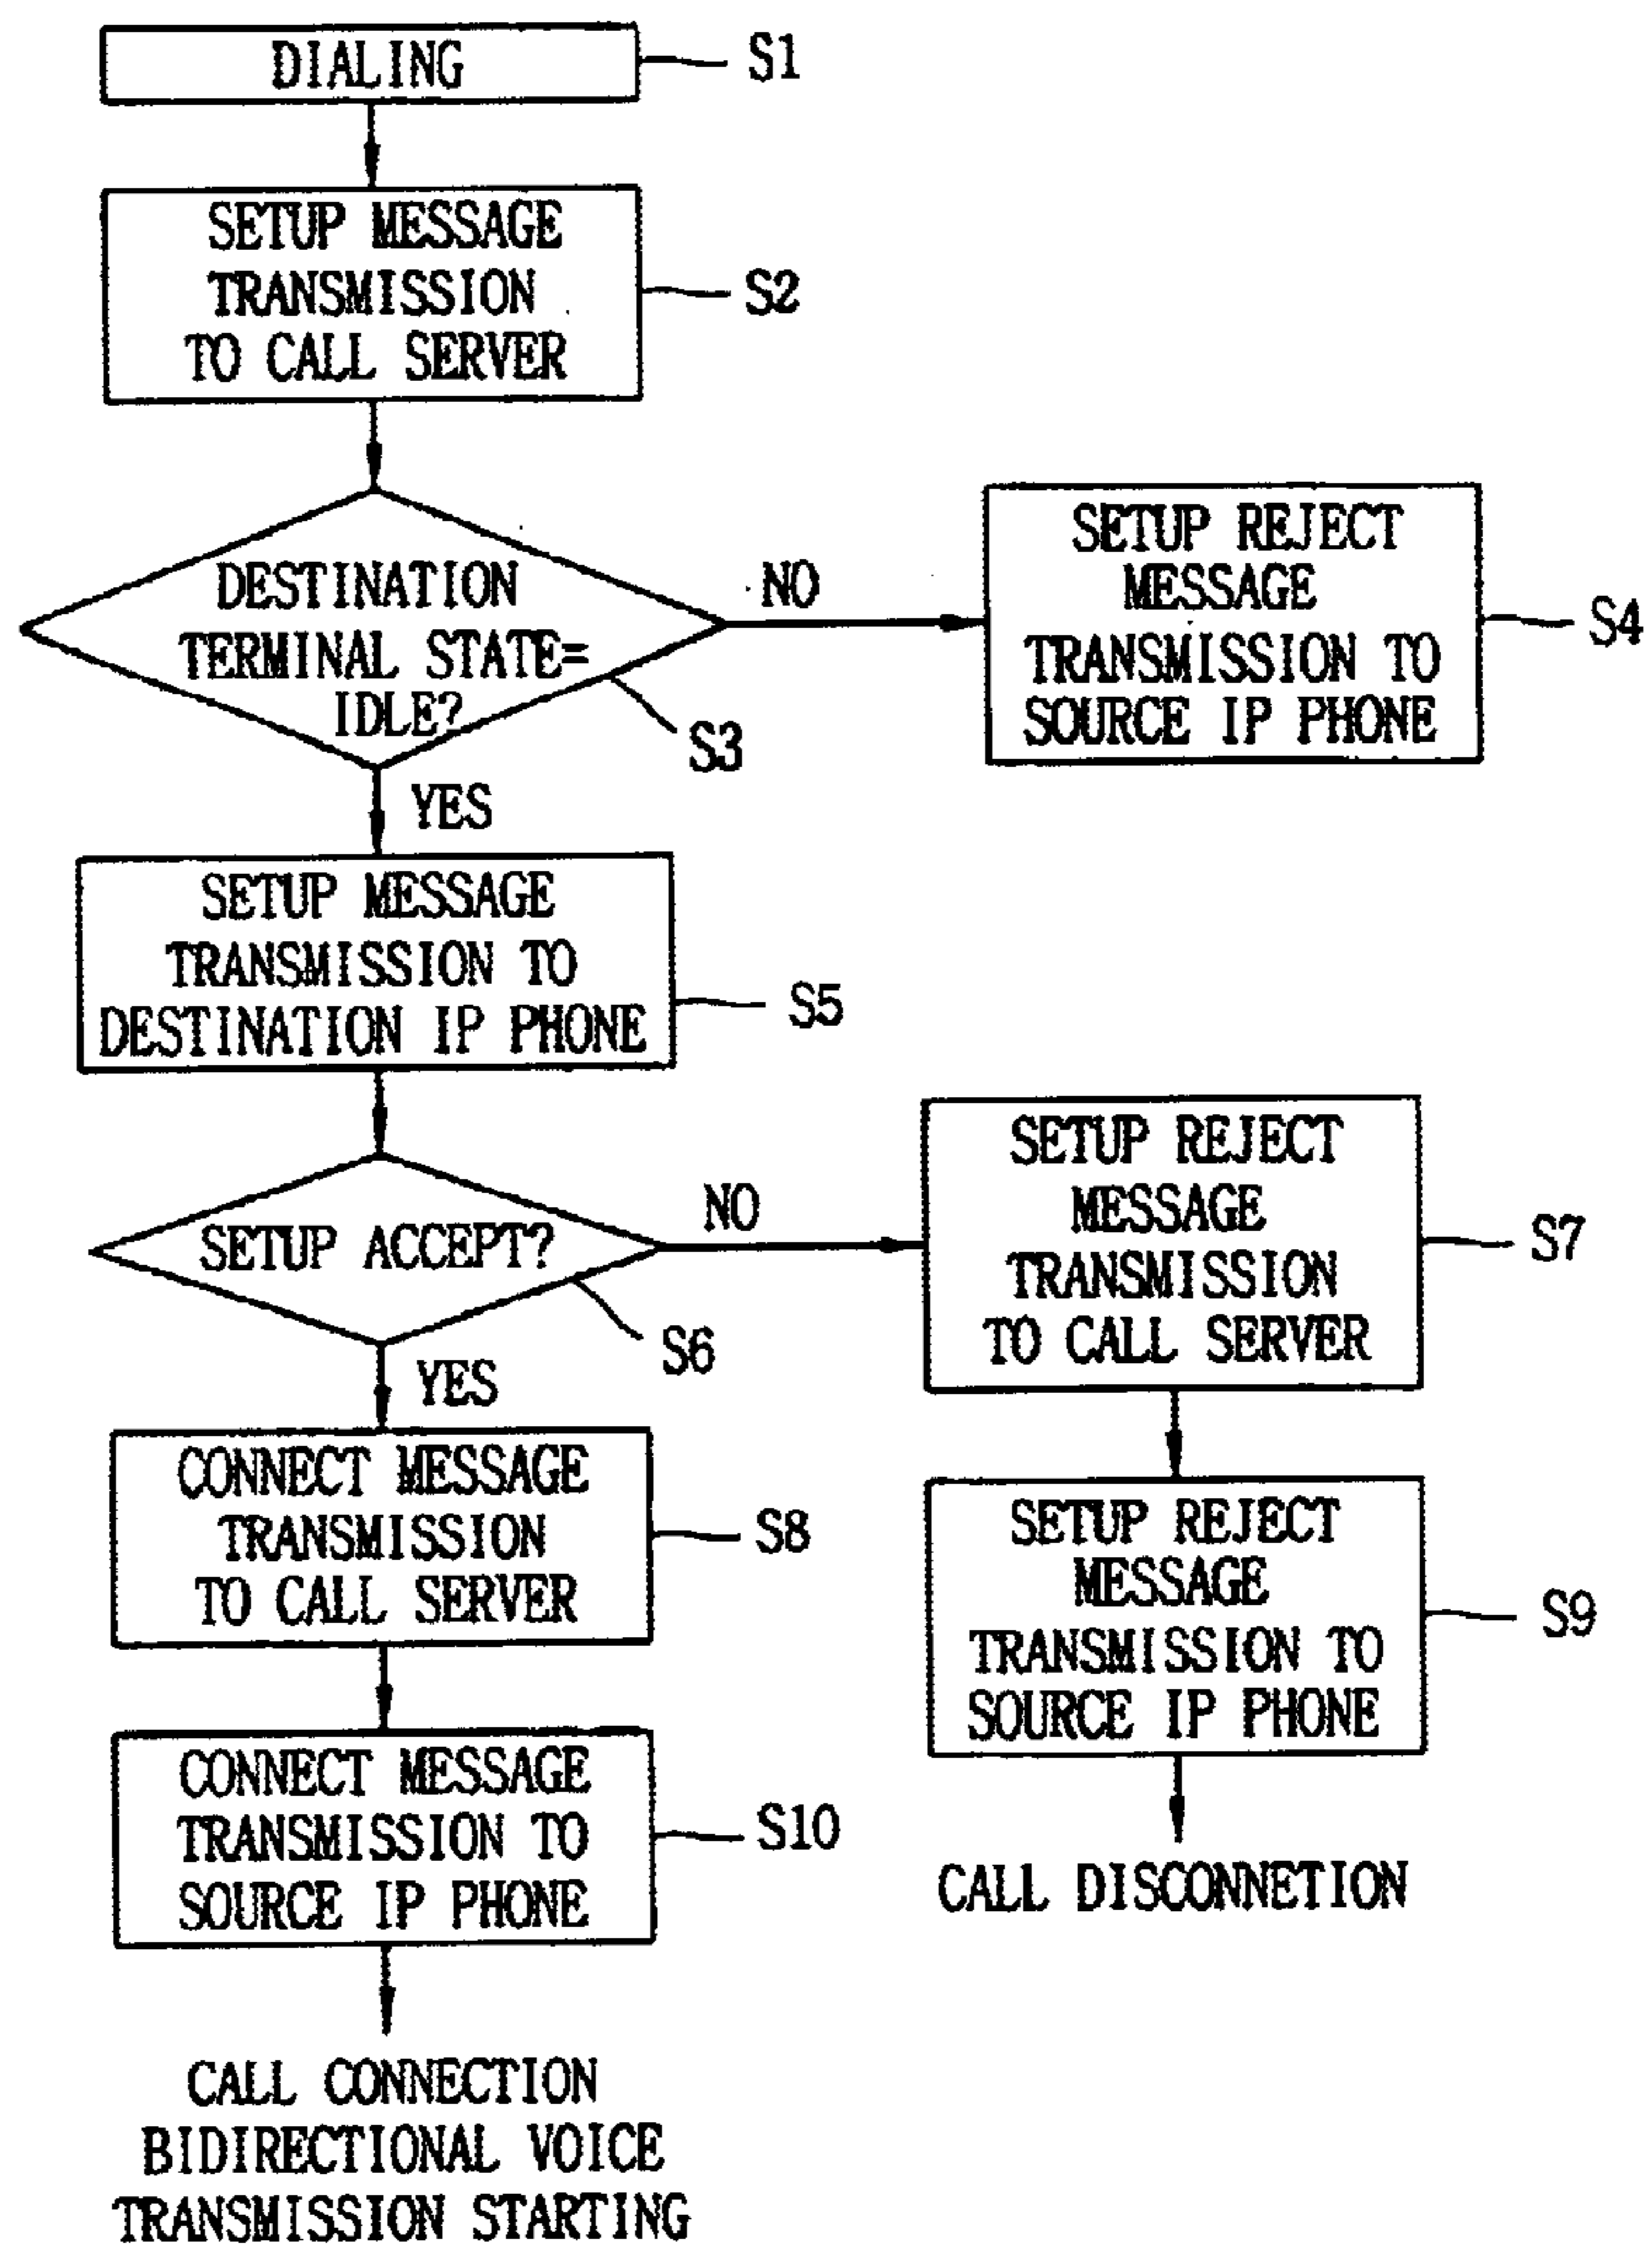 DIALING
S1
SETUP MESSAGE
TRANSMISSION
TO CALL SERVER
S2
DESTINATION
TERMINAL STATE=
IDLE?
S3
NO
SETUP REJECT
MESSAGE
TRANSMISSION TO
SOURCE IP PHONE
S4
YES
SETUP MESSAGE
TRANSMISSION TO
DESTINATION IP PHONE
S5
SETUP ACCEPT?
S6
NO
SETUP REJECT
MESSAGE
TRANSMISSION
TO CALL SERVER
S7
YES
CONNECT MESSAGE
TRANSMISSION
TO CALL SERVER
S8
SETUP REJECT
MESSAGE
TRANSMISSION TO
SOURCE IP PHONE
S9
CONNECT MESSAGE
TRANSMISSION TO
SOURCE IP PHONE
S10
CALL DISCONNETION
CALL CONNECTION
BIDIRECTIONAL VOICE
TRANSMISSION STARTING